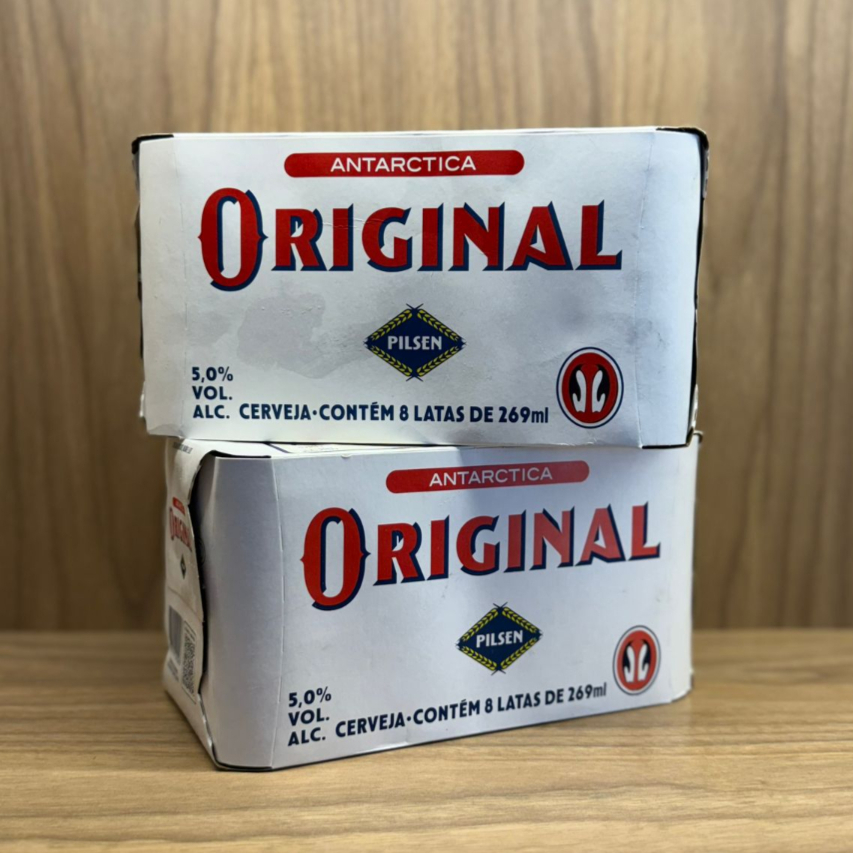 ANTARCTICA
ORIGINAL
PILSEN
5,0%
VOL.
ALC. CERVEJA•CONTÉM 8 LATAS DE 269ml
ANTARCTICA
ORIGINAL
PILSEN
5,0%
VOL.
ALC. CERVEJA•CONTÉM 8 LATAS DE 269ml